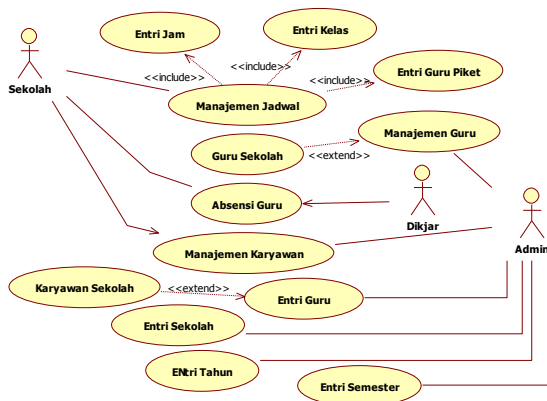 Entri Jam
Entri Kelas
<<include>>
<<include>>
<<include>>
Entri Guru Piket
Sekolah
Manajemen Jadwal
Manajemen Guru
Guru Sekolah
<<extend>>
Absensi Guru
Dikjar
Admin
Manajemen Karyawan
Karyawan Sekolah
<<extend>>
Entri Guru
Entri Sekolah
ENtri Tahun
Entri Semester